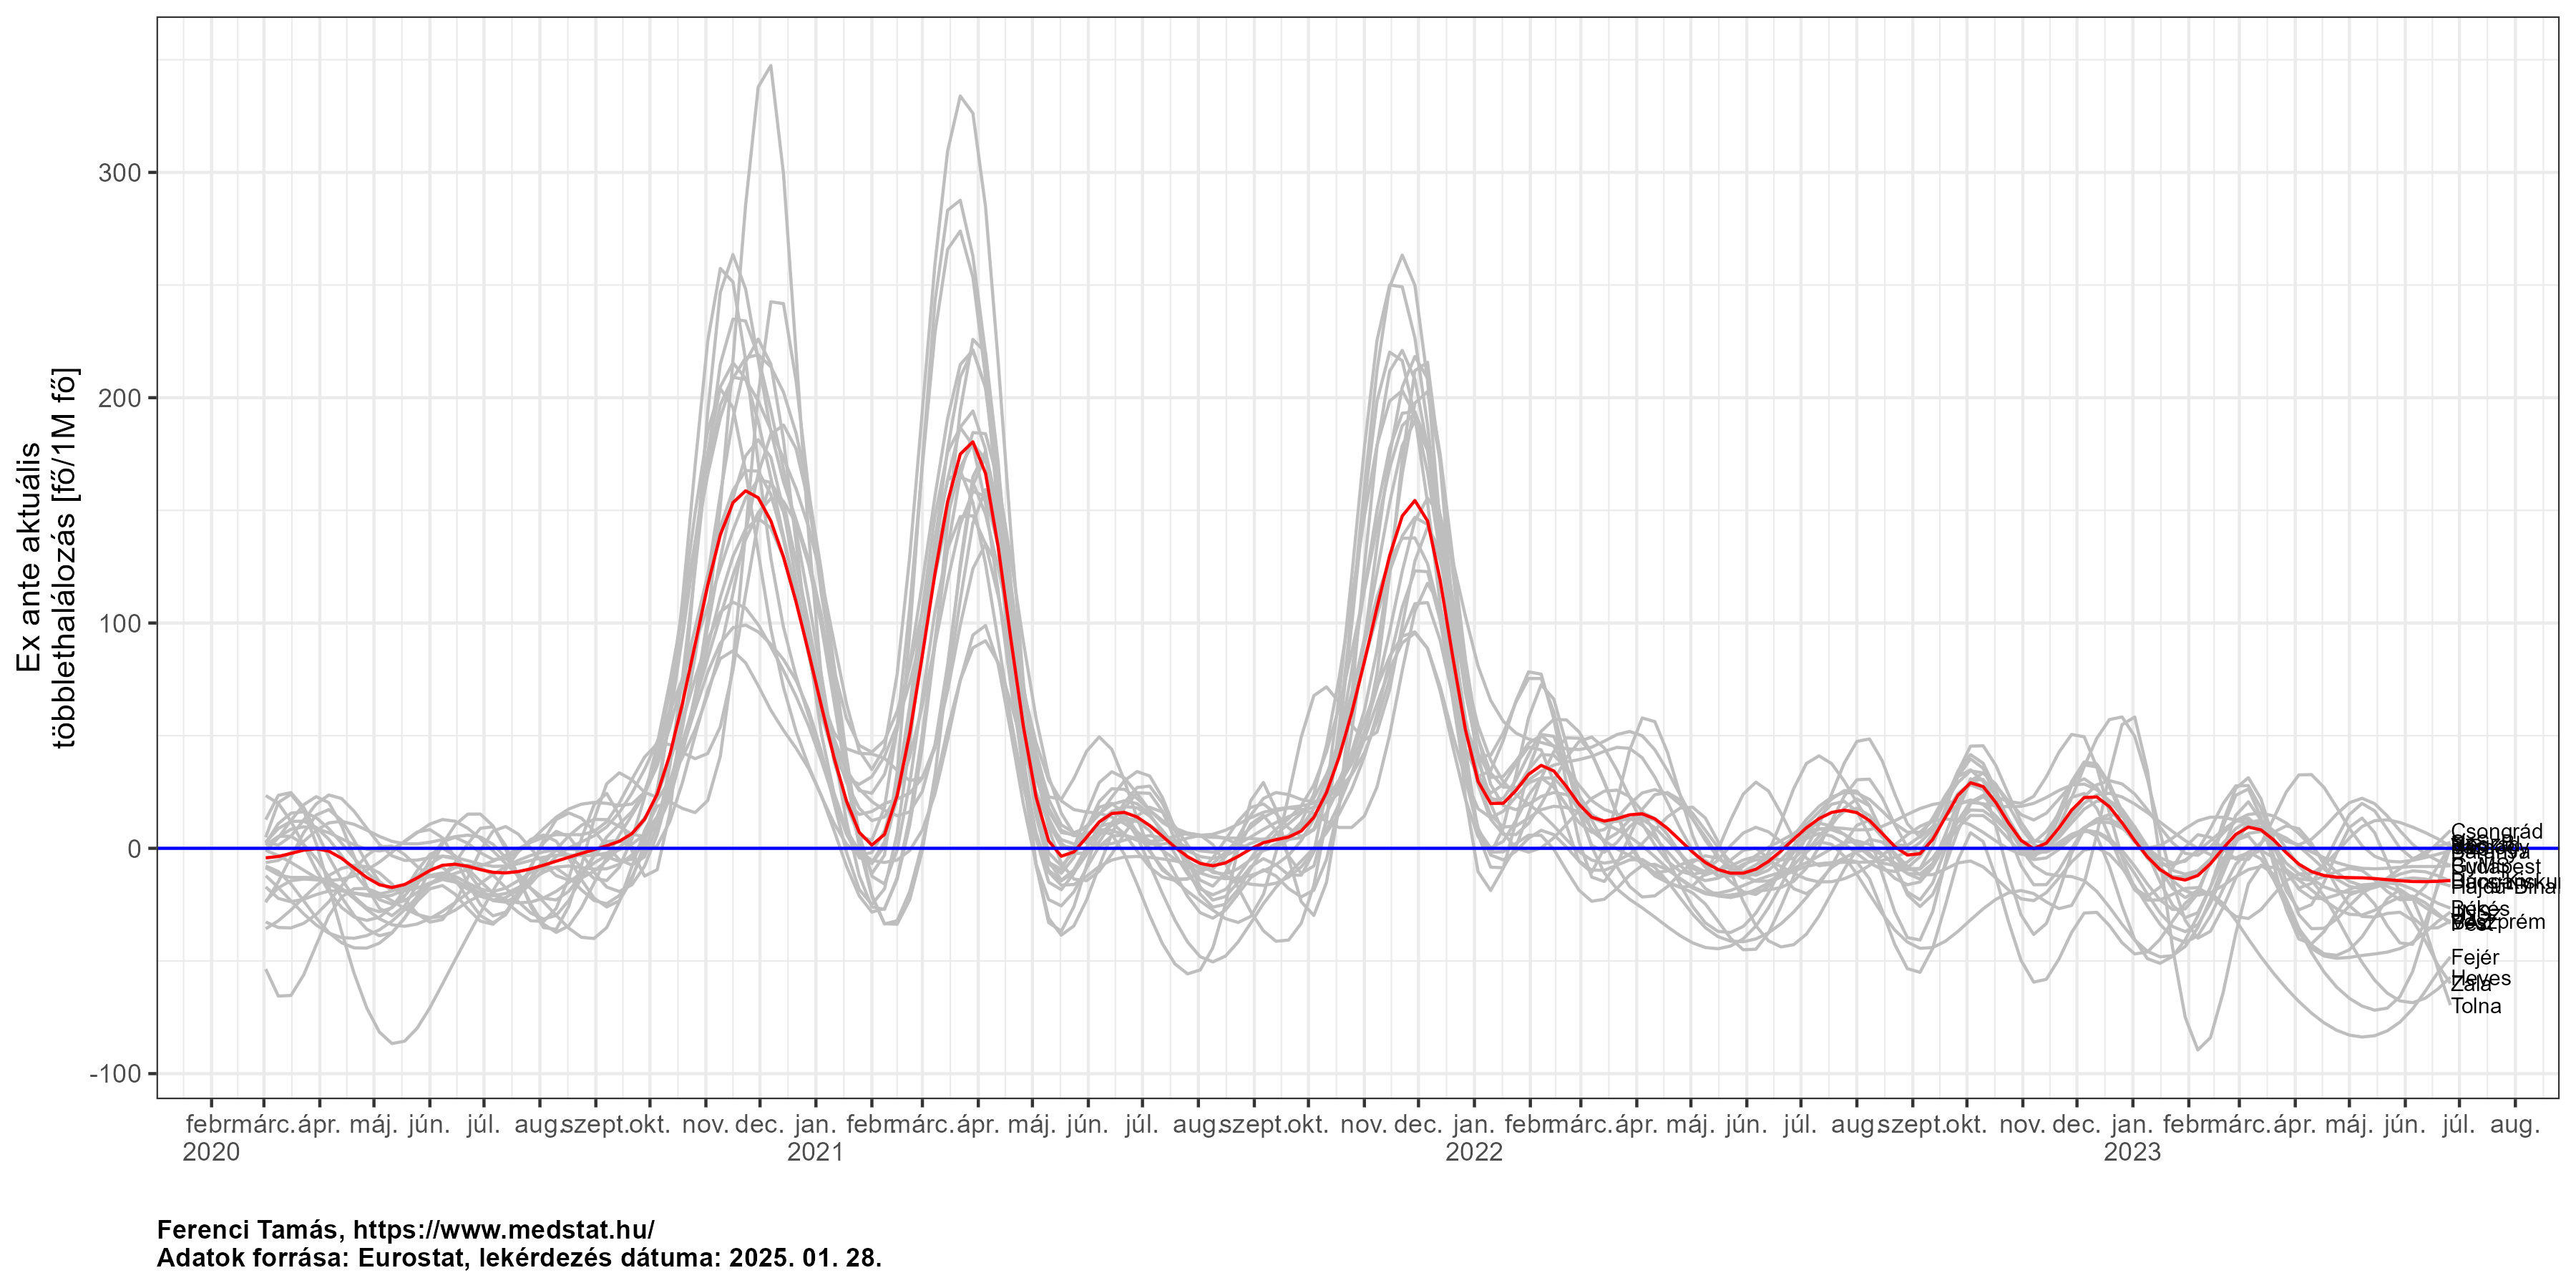 Ex ante aktuális
többlethalálozás [fő/1M fő]
300
200
100
0
-100
Csongrád
Budapest
Békés
Veszprém
Pest
Fejér
Heves
Zala
Tolna
febr. márc. ápr. máj. jún. júl. aug. szept. okt. nov. dec. jan. febr. márc. ápr. máj. jún. júl. aug. szept. okt. nov. dec. jan. febr. márc. ápr. máj. jún. júl. aug. szept. okt. nov. dec. jan. febr. márc. ápr. máj. jún. júl. aug.
2020 2021 2022 2023
Ferenci Tamás, https://www.medstat.hu/
Adatok forrása: Eurostat, lekérdezés dátuma: 2025. 01. 28.